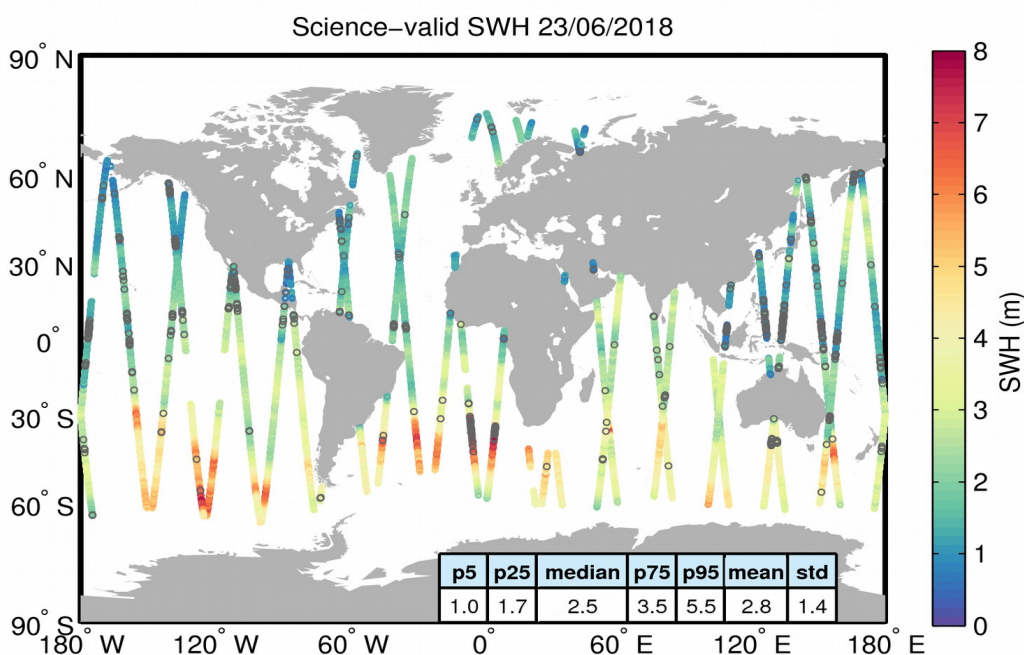 Science−valid SWH 23/06/2018
90° N
60° N
30° N
0°
30° S
60° S
90° S
180° W
120° W
60° W
0°
60° E
120° E
180° E
p5 p25 median p75 p95 mean std
1.0 1.7 2.5 3.5 5.5 2.8 1.4
8
7
6
5
4
3
2
1
0
SWH (m)